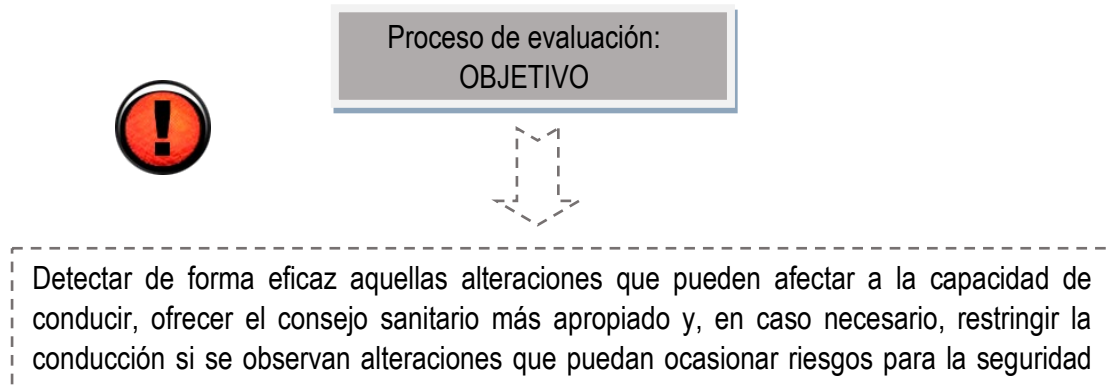 Proceso de evaluación:
OBJETIVO
Detectar de forma eficaz aquellas alteraciones que pueden afectar a la capacidad de
conducir, ofrecer el consejo sanitario más apropiado y, en caso necesario, restringir la
conducción si se observan alteraciones que puedan ocasionar riesgos para la seguridad